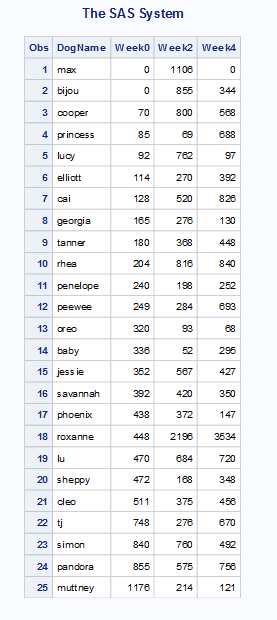 The SAS System
Obs DogName Week0 Week2 Week4
1 max 0 1106 0
2 bijou 0 855 344
3 cooper 70 800 568
4 princess 85 69 688
5 lucy 92 762 97
6 elliott 114 270 392
7 cai 128 520 826
8 georgia 165 276 130
9 tanner 180 368 448
10 rhea 204 816 840
11 penelope 240 198 252
12 peewee 249 284 693
13 oreo 320 93 68
14 baby 336 52 295
15 jessie 352 567 427
16 savannah 392 420 350
17 phoenix 438 372 147
18 roxanne 448 2196 3534
19 lu 470 684 720
20 sheppy 472 168 348
21 cleo 511 375 456
22 tj 748 276 670
23 simon 840 760 492
24 pandora 855 575 756
25 muttney 1176 214 121